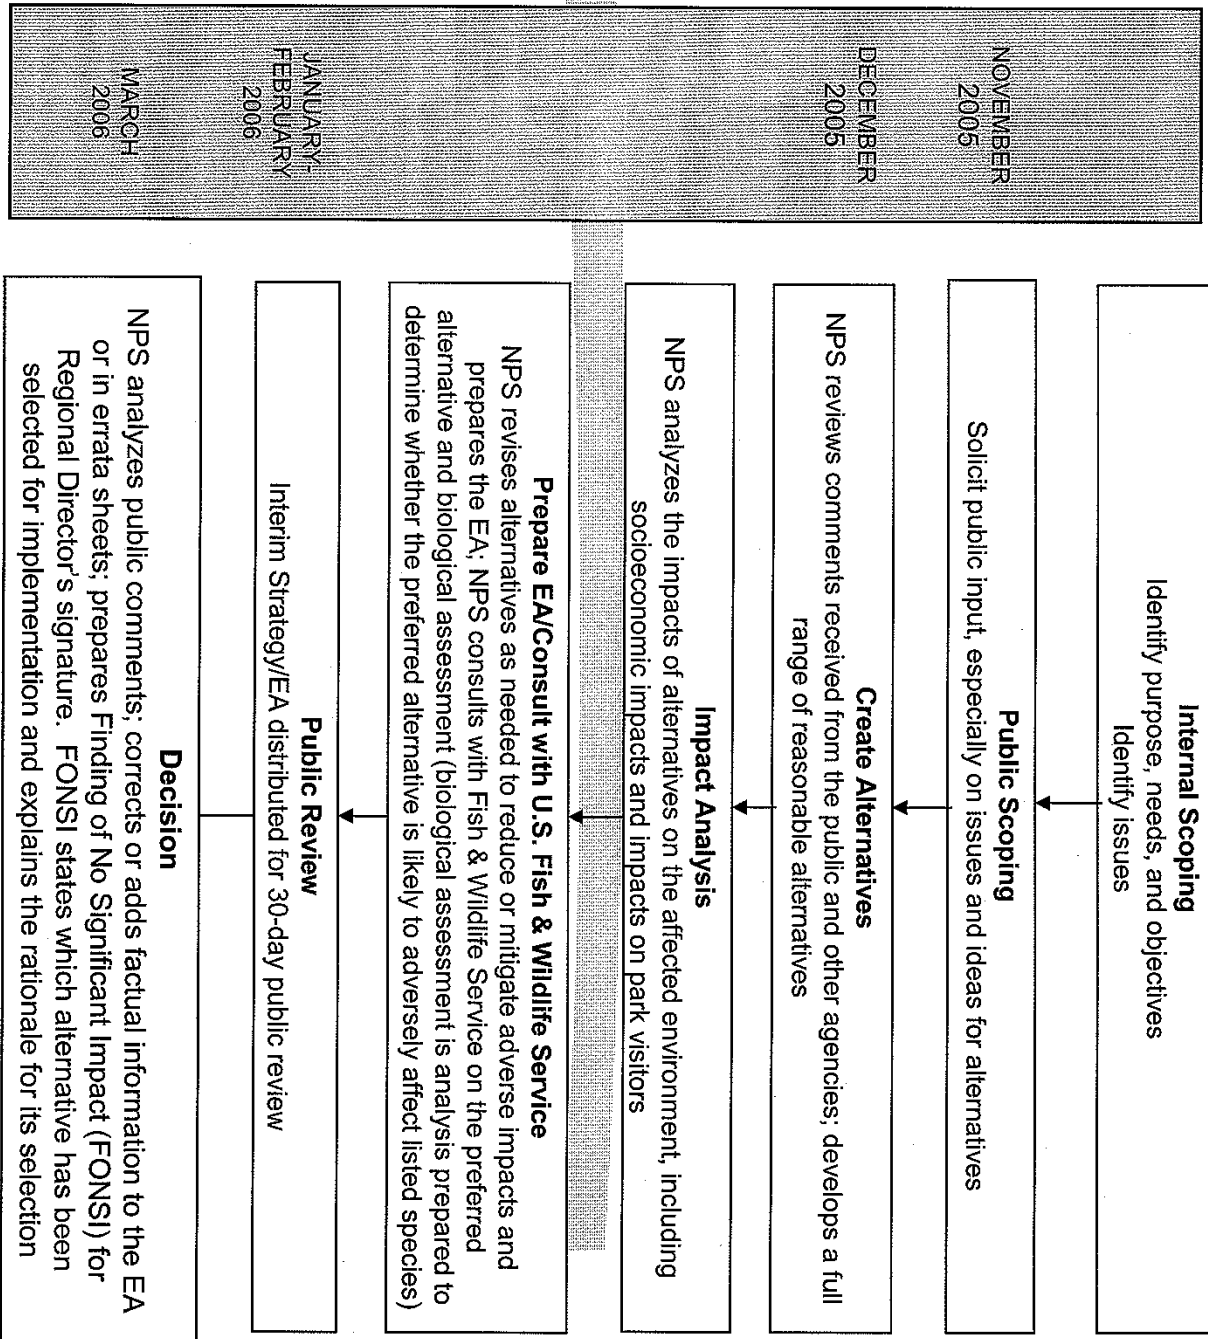 NOVEMBER
2005
DECEMBER
2005
JANUARY-
FEBRUARY
2006
MARCH
2006
Internal Scoping
Identify purpose, needs, and objectives
Identify issues
Public Scoping
Solicit public input, especially on issues and ideas for alternatives
Create Alternatives
NPS reviews comments received from the public and other agencies; develops a full
range of reasonable alternatives
Impact Analysis
NPS analyzes the impacts of alternatives on the affected environment, including
socioeconomic impacts and impacts on park visitors
Prepare EA/Consult with U.S. Fish & Wildlife Service
NPS revises alternatives as needed to reduce or mitigate adverse impacts and
prepares the EA; NPS consults with Fish & Wildlife Service on the preferred
alternative and biological assessment (biological assessment is analysis prepared to
determine whether the preferred alternative is likely to adversely affect listed species)
Public Review
Interim Strategy/EA distributed for 30-day public review
Decision
NPS analyzes public comments; corrects or adds factual information to the EA
or in errata sheets; prepares Finding of No Significant Impact (FONSI) for
Regional Director's signature. FONSI states which alternative has been
selected for implementation and explains the rationale for its selection